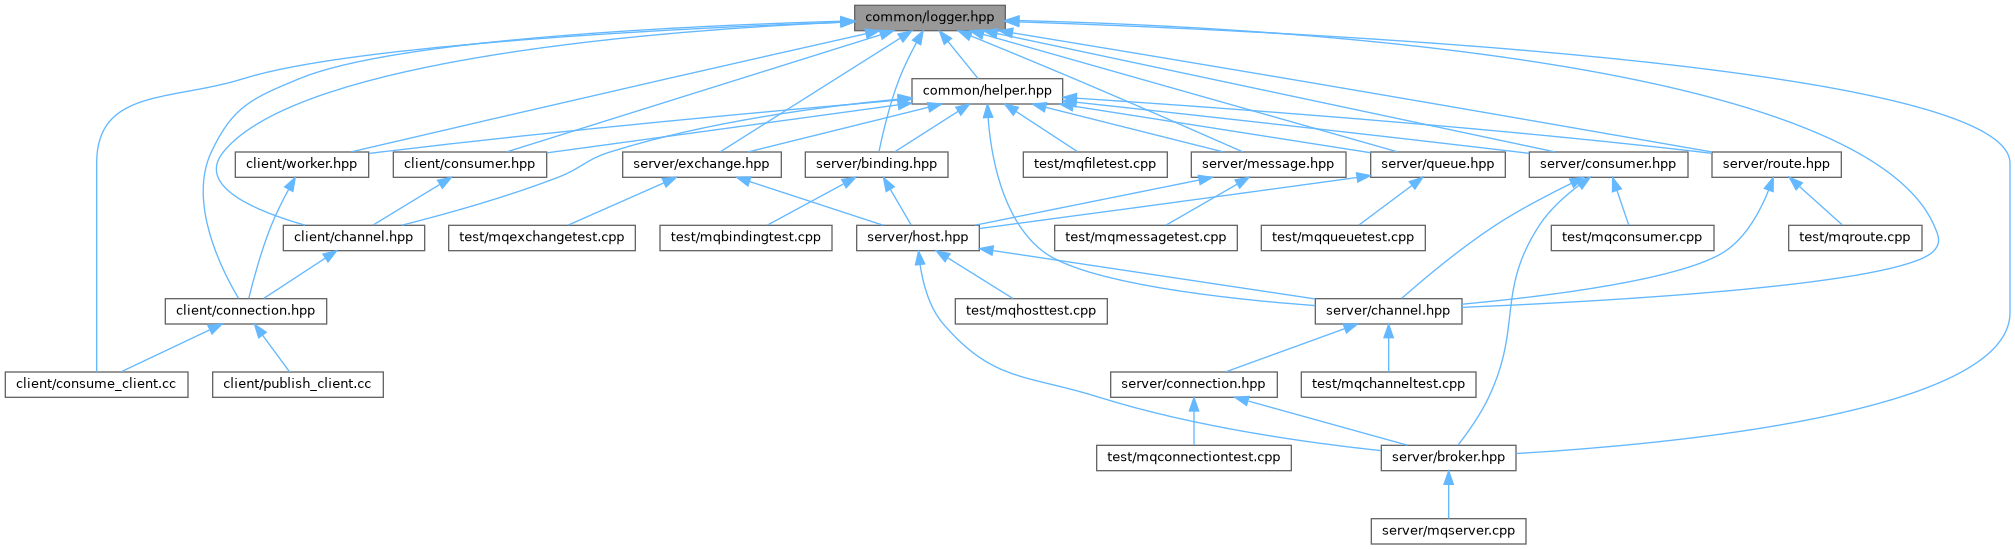 common/logger.hpp
common/helper.hpp
client/worker.hpp
client/consumer.hpp
server/exchange.hpp
server/binding.hpp
test/mqfiletest.cpp
server/message.hpp
server/queue.hpp
server/consumer.hpp
server/route.hpp
client/channel.hpp
test/mqexchangetest.cpp
test/mqbindingtest.cpp
server/host.hpp
test/mqmessagetest.cpp
test/mqqueuetest.cpp
test/mqconsumer.cpp
test/mqroute.cpp
client/connection.hpp
test/mqhosttest.cpp
server/channel.hpp
client/consume_client.cc
client/publish_client.cc
server/connection.hpp
test/mqchanneltest.cpp
test/mqconnectiontest.cpp
server/broker.hpp
server/mqserver.cpp